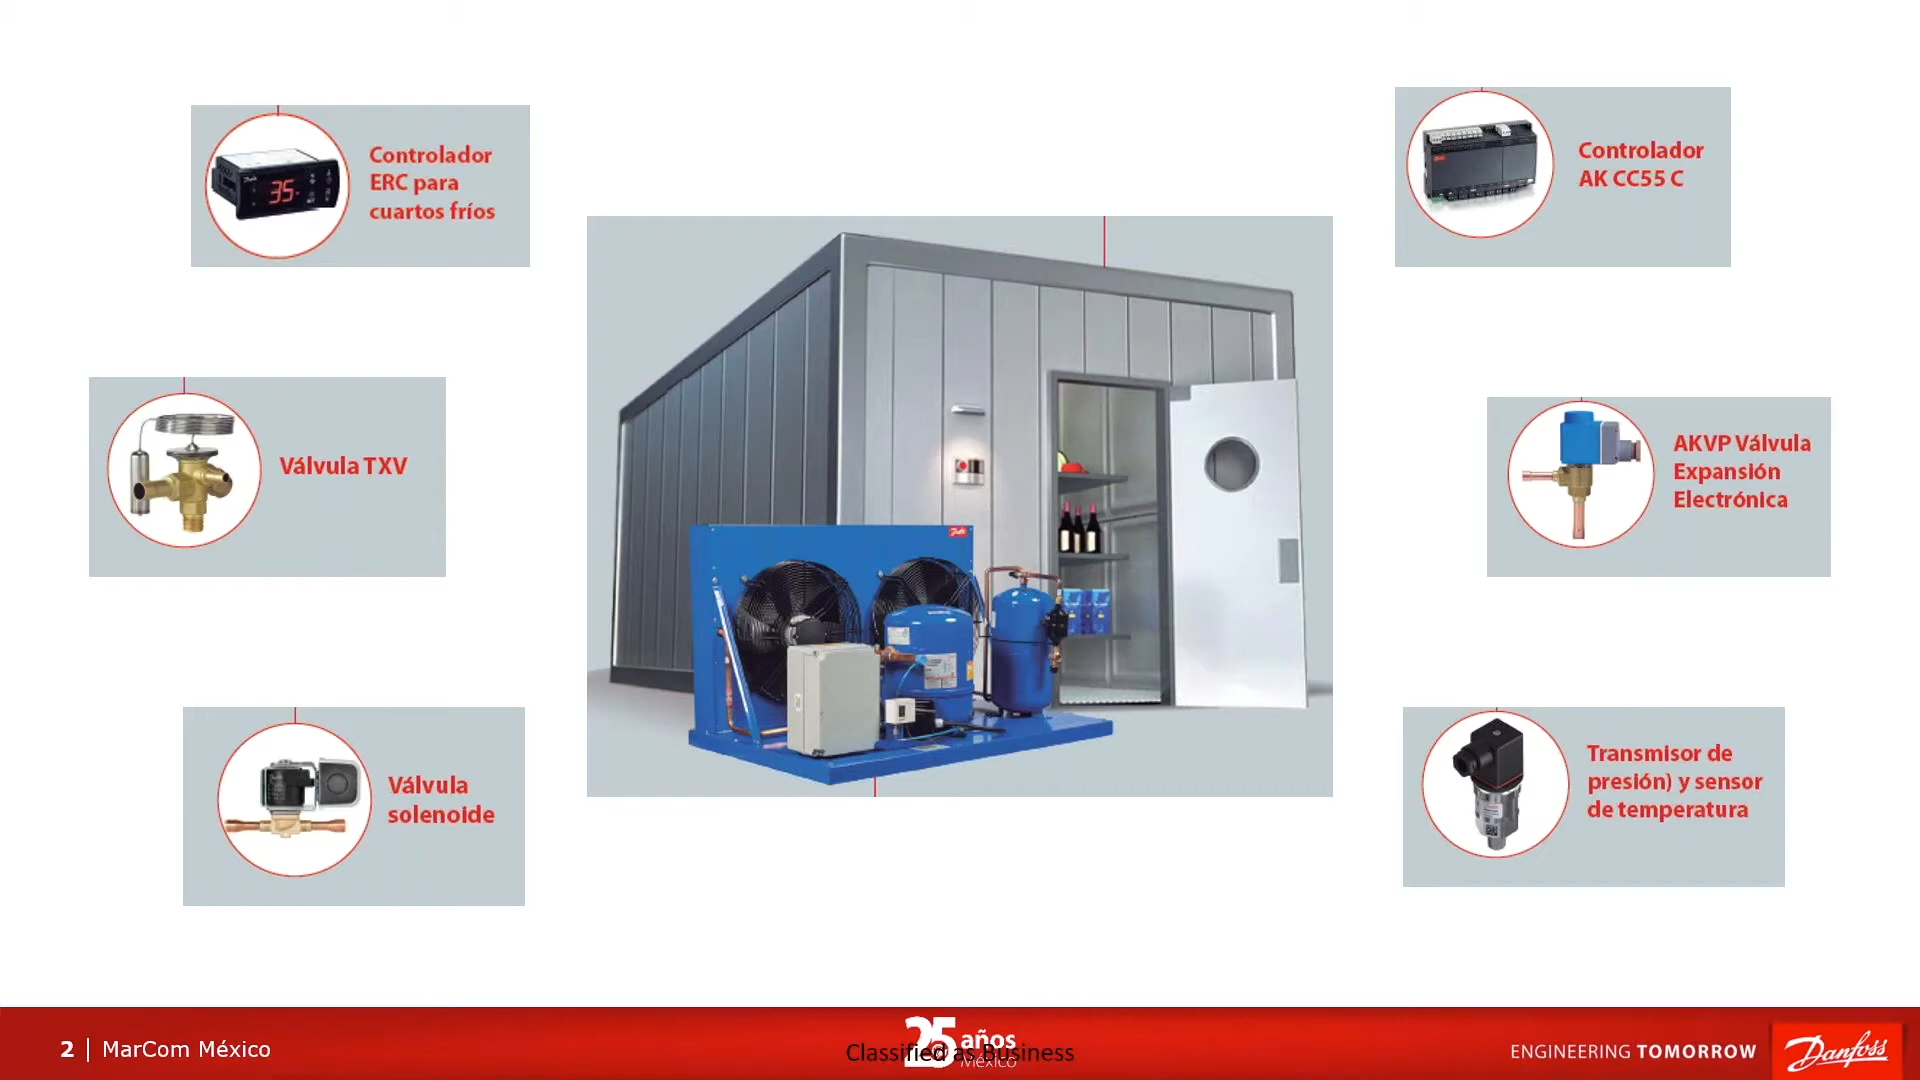 Controlador
ERC para
cuartos fríos
35
Controlador
AK CC55 C
Válvula TXV
AKVP Válvula
Expansión
Electrónica
Válvula
solenoide
Transmisor de
presión) y sensor
de temperatura
2 | MarCom México
25 años
México
Classified as Business
ENGINEERING TOMORROW
Danfoss